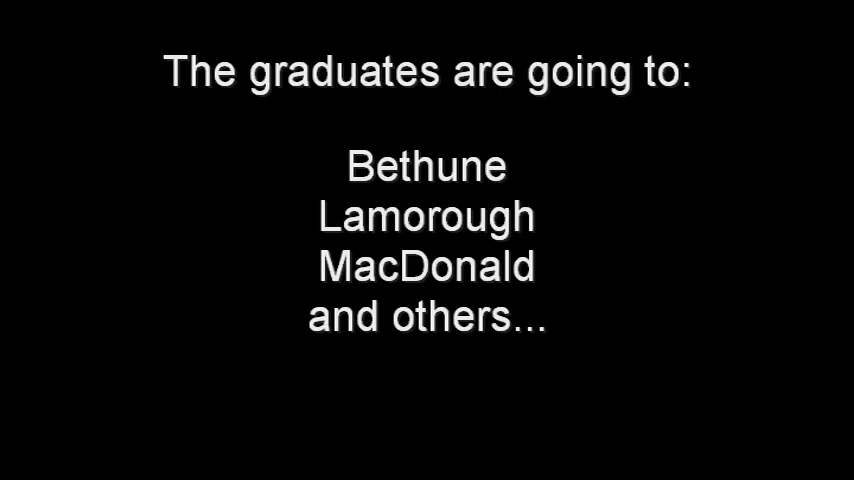 The graduates are going to:
Bethune
Lamorough
MacDonald
and others...